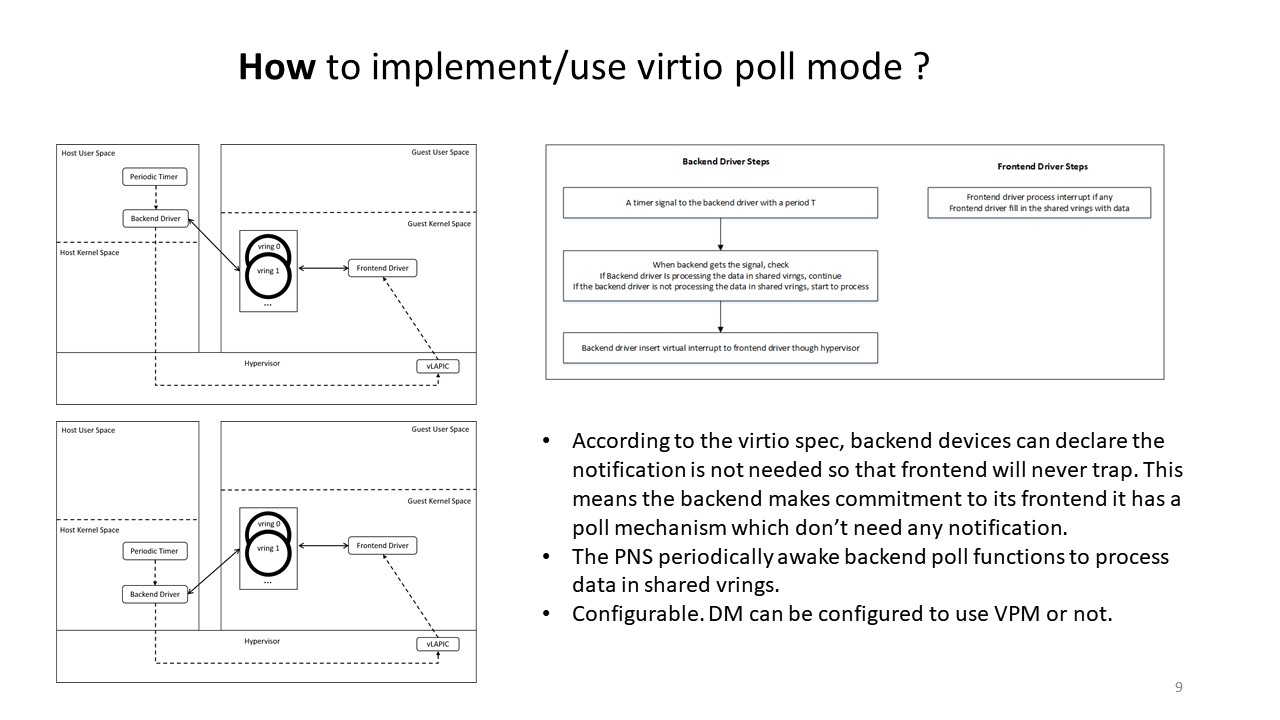 How to implement/use virtio poll mode ?
Host User Space
Periodic Timer
Backend Driver
Host Kernel Space
Guest User Space
Guest Kernel Space
vring 0
vring 1
...
Frontend Driver
Hypervisor
vLAPIC
Host User Space
Host Kernel Space
Periodic Timer
Backend Driver
Guest User Space
Guest Kernel Space
vring 0
vring 1
...
Frontend Driver
Hypervisor
vLAPIC
Backend Driver Steps
A timer signal to the backend driver with a period T
When backend gets the signal, check
If Backend driver Is processing the data in shared virngs, continue
If the backend driver is not processing the data in shared vrings, start to process
Backend driver insert virtual interrupt to frontend driver though hypervisor
Frontend Driver Steps
Frontend driver process interrupt if any
Frontend driver fill in the shared vrings with data
• According to the virtio spec, backend devices can declare the
notification is not needed so that frontend will never trap. This
means the backend makes commitment to its frontend it has a
poll mechanism which don’t need any notification.
• The PNS periodically awake backend poll functions to process
data in shared vrings.
• Configurable. DM can be configured to use VPM or not.
9